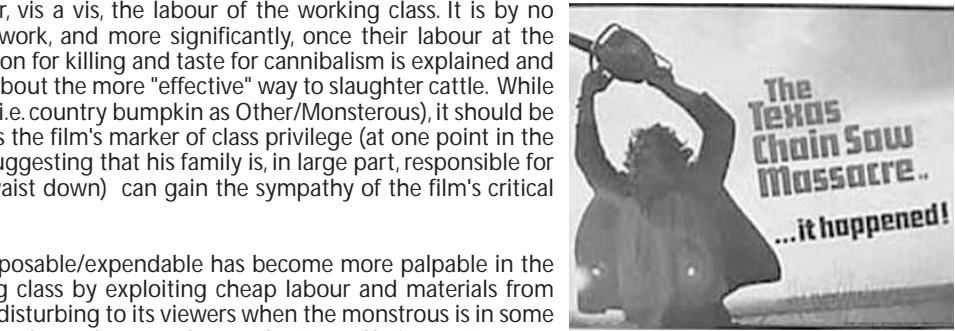 r, vis a vis, the labour of the working class. It is by no
work, and more significantly, once their labour at the
on for killing and taste for cannibalism is explained and
bout the more "effective" way to slaughter cattle. While
i.e. country bumpkin as Other/Monsterous), it should be
s the film's marker of class privilege (at one point in the
uggesting that his family is, in large part, responsible for
vaist down) can gain the sympathy of the film's critical
posable/expendable has become more palpable in the
g class by exploiting cheap labour and materials from
disturbing to its viewers when the monstrous is in some
The
Texas
Chain Saw
Massacre..
...it happened!